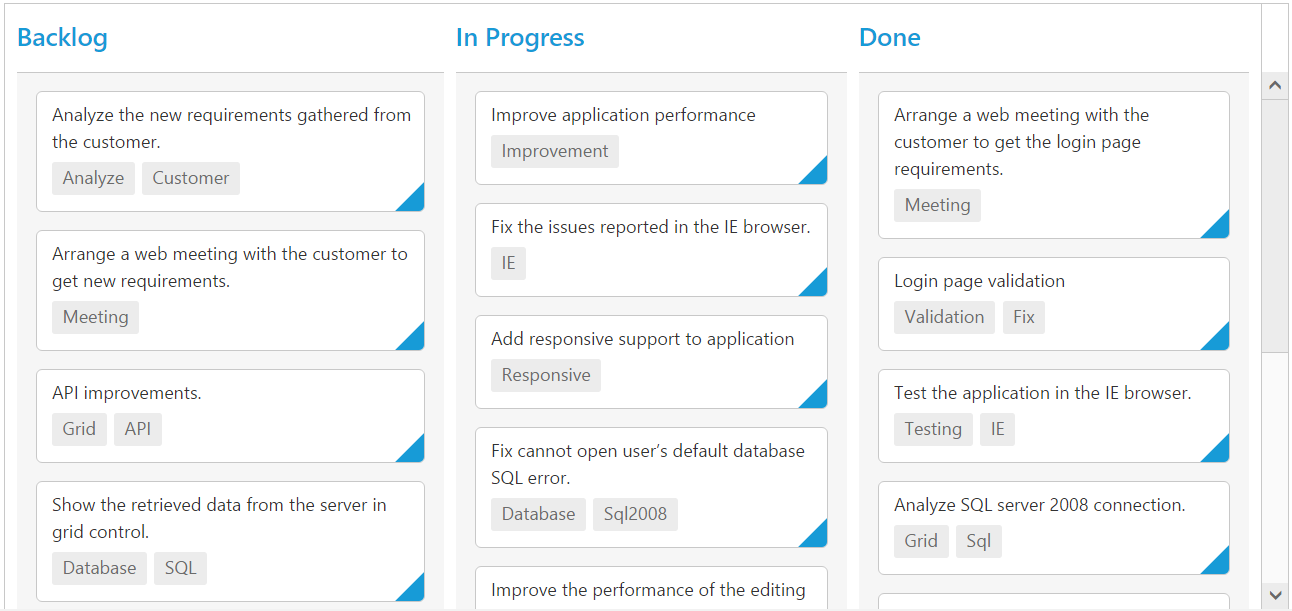 Backlog
Analyze the new requirements gathered from
the customer.
Analyze Customer
Arrange a web meeting with the customer to
get new requirements.
Meeting
API improvements.
Grid API
Show the retrieved data from the server in
grid control.
Database SQL
In Progress
Improve application performance
Improvement
Fix the issues reported in the IE browser.
IE
Add responsive support to application
Responsive
Fix cannot open user’s default database
SQL error.
Database Sql2008
Improve the performance of the editing
Done
Arrange a web meeting with the
customer to get the login page
requirements.
Meeting
Login page validation
Validation Fix
Test the application in the IE browser.
Testing IE
Analyze SQL server 2008 connection.
Grid Sql